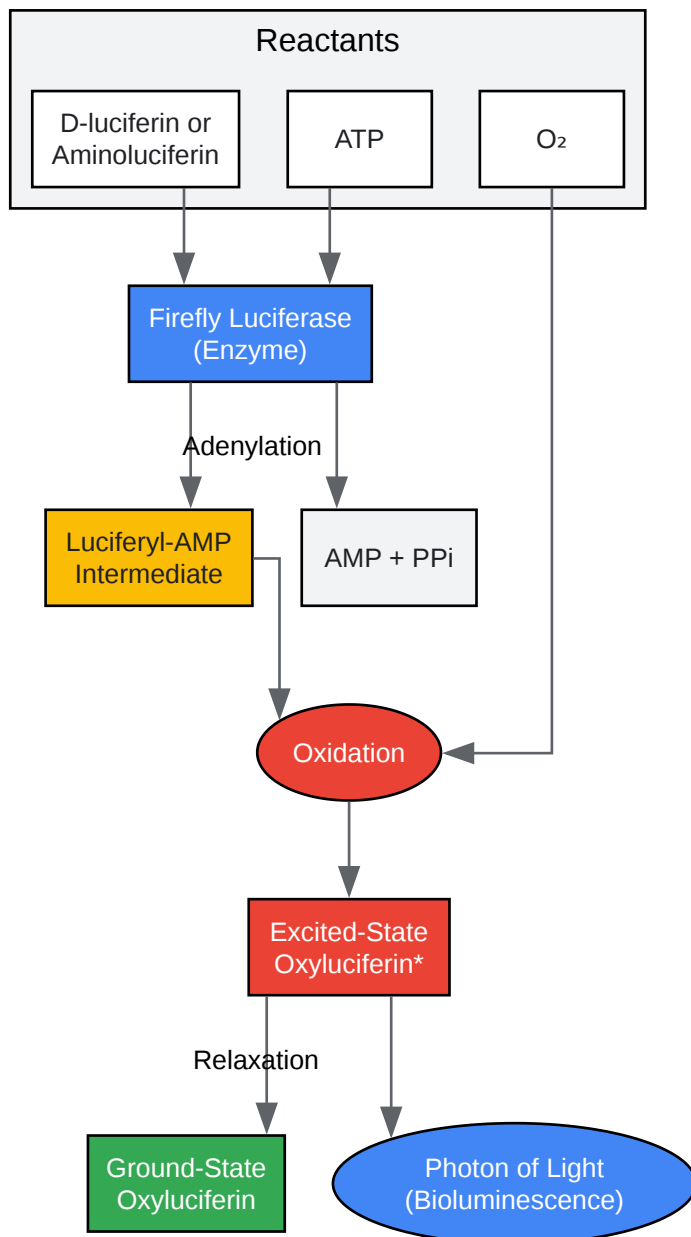 Reactants
D-luciferin or
Aminoluciferin
ATP
O₂
Firefly Luciferase
(Enzyme)
Adenylation
Luciferyl-AMP
Intermediate
AMP + PPi
Oxidation
Excited-State
Oxyluciferin*
Relaxation
Ground-State
Oxyluciferin
Photon of Light
(Bioluminescence)